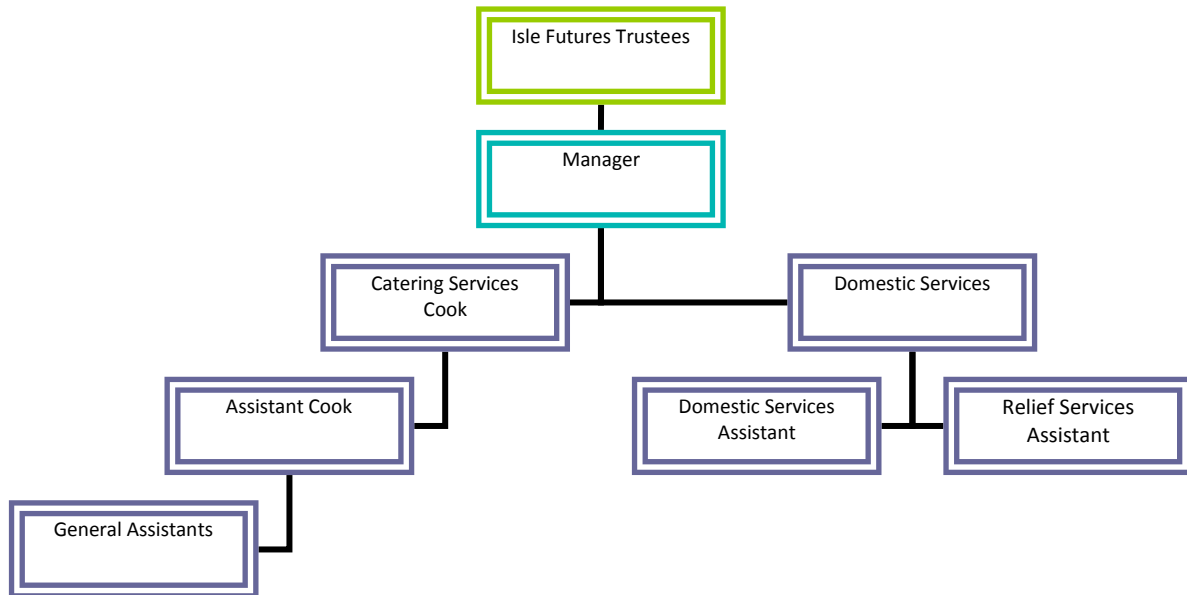 Isle Futures Trustees
Manager
Catering Services
Cook
Domestic Services
Assistant Cook
Domestic Services
Assistant
Relief Services
Assistant
General Assistants